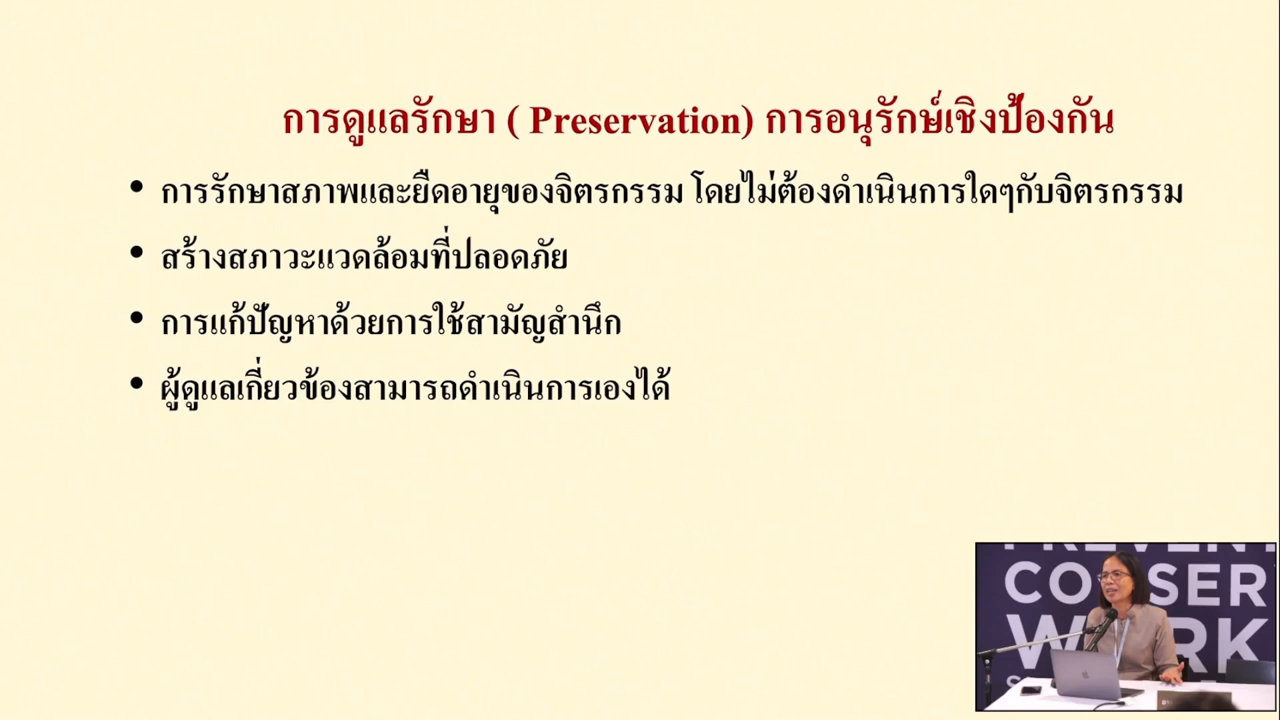 การดูแลรักษา ( Preservation) การอนุรักษ์เชิงป้องกัน
• การรักษาสภาพและยืดอายุของจิตรกรรม โดยไม่ต้องดำเนินการใดๆกับจิตรกรรม
• สร้างสภาวะแวดล้อมที่ปลอดภัย
• การแก้ปัญหาด้วยการใช้สามัญสำนึก
• ผู้ดูแลเกี่ยวข้องสามารถดำเนินการเองได้